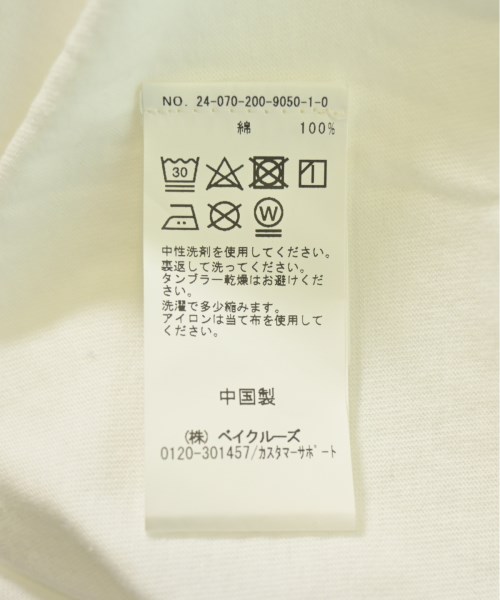 NO. 24-070-200-9050-1-0
綿 100%
30
W
中性洗剤を使用してください。
裏返して洗ってください。
タンブラー乾燥はお避けくだ
さい。
洗濯で多少縮みます。
アイロンは当て布を使用して
ください。
中国製
(株) ベイクルーズ
0120-301457/カスタマーサポート